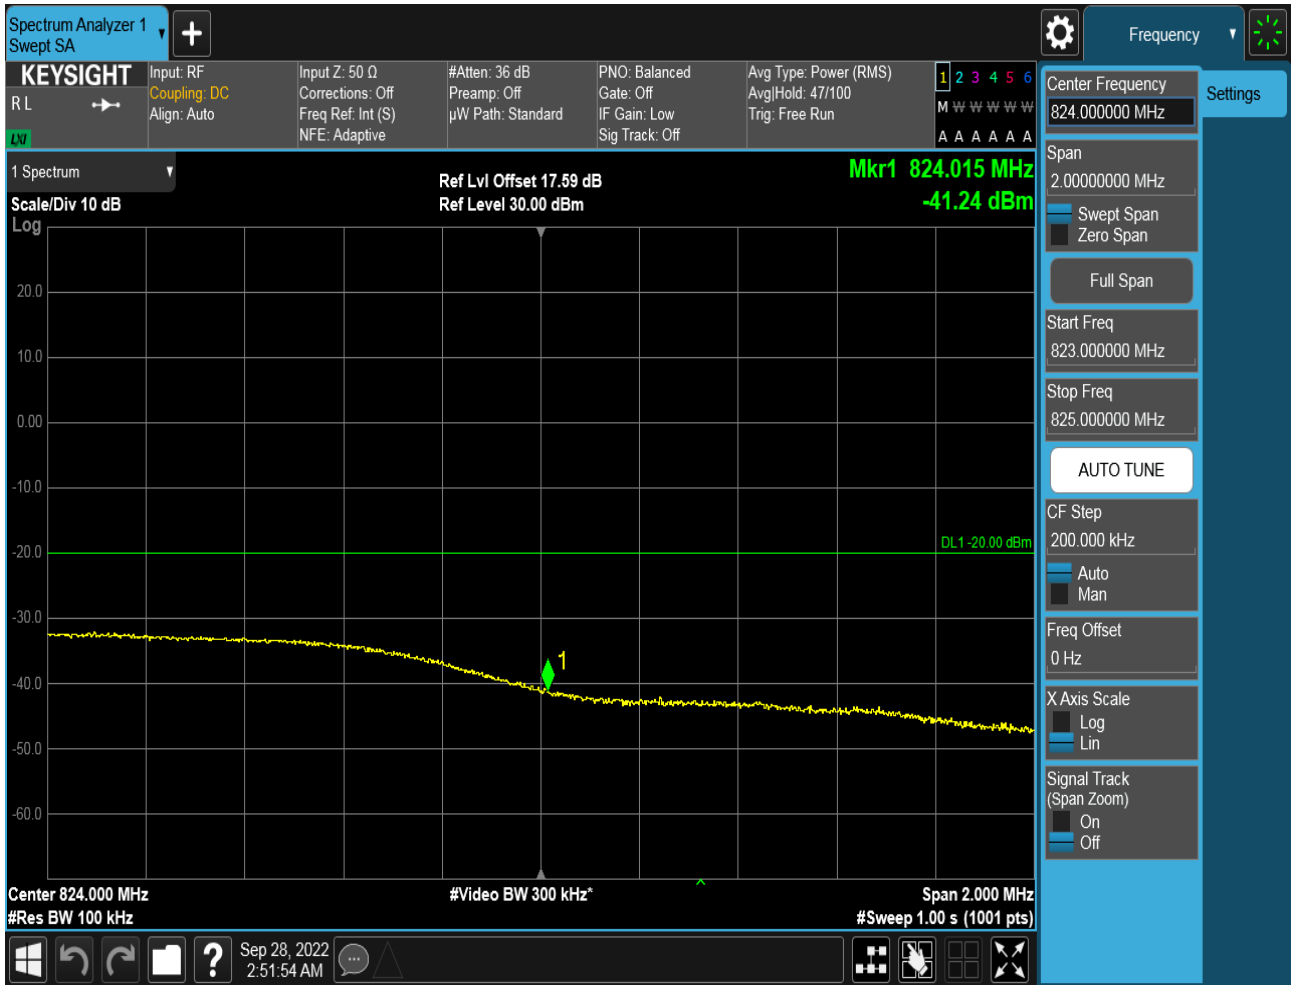 Spectrum Analyzer 1
Swept SA
Frequency
KEYSIGHT
R L
LXI
Input: RF
Coupling: DC
Align: Auto
Input Z: 50 Ω
Corrections: Off
Freq Ref: Int (S)
NFE: Adaptive
#Atten: 36 dB
Preamp: Off
µW Path: Standard
PNO: Balanced
Gate: Off
IF Gain: Low
Sig Track: Off
Avg Type: Power (RMS)
Avg|Hold: 47/100
Trig: Free Run
1 2 3 4 5 6
M W W W W W
A A A A A A
1 Spectrum
Scale/Div 10 dB
Log
Ref Lvl Offset 17.59 dB
Ref Level 30.00 dBm
Mkr1 824.015 MHz
-41.24 dBm
20.0
10.0
0.00
-10.0
-20.0
-30.0
-40.0
-50.0
-60.0
DL1 -20.00 dBm
1
Center 824.000 MHz
#Res BW 100 kHz
#Video BW 300 kHz*
Span 2.000 MHz
#Sweep 1.00 s (1001 pts)
Center Frequency
824.000000 MHz
Settings
Span
2.00000000 MHz
Swept Span
Zero Span
Full Span
Start Freq
823.000000 MHz
Stop Freq
825.000000 MHz
AUTO TUNE
CF Step
200.000 kHz
Auto
Man
Freq Offset
0 Hz
X Axis Scale
Log
Lin
Signal Track
(Span Zoom)
On
Off
?
Sep 28, 2022
2:51:54 AM